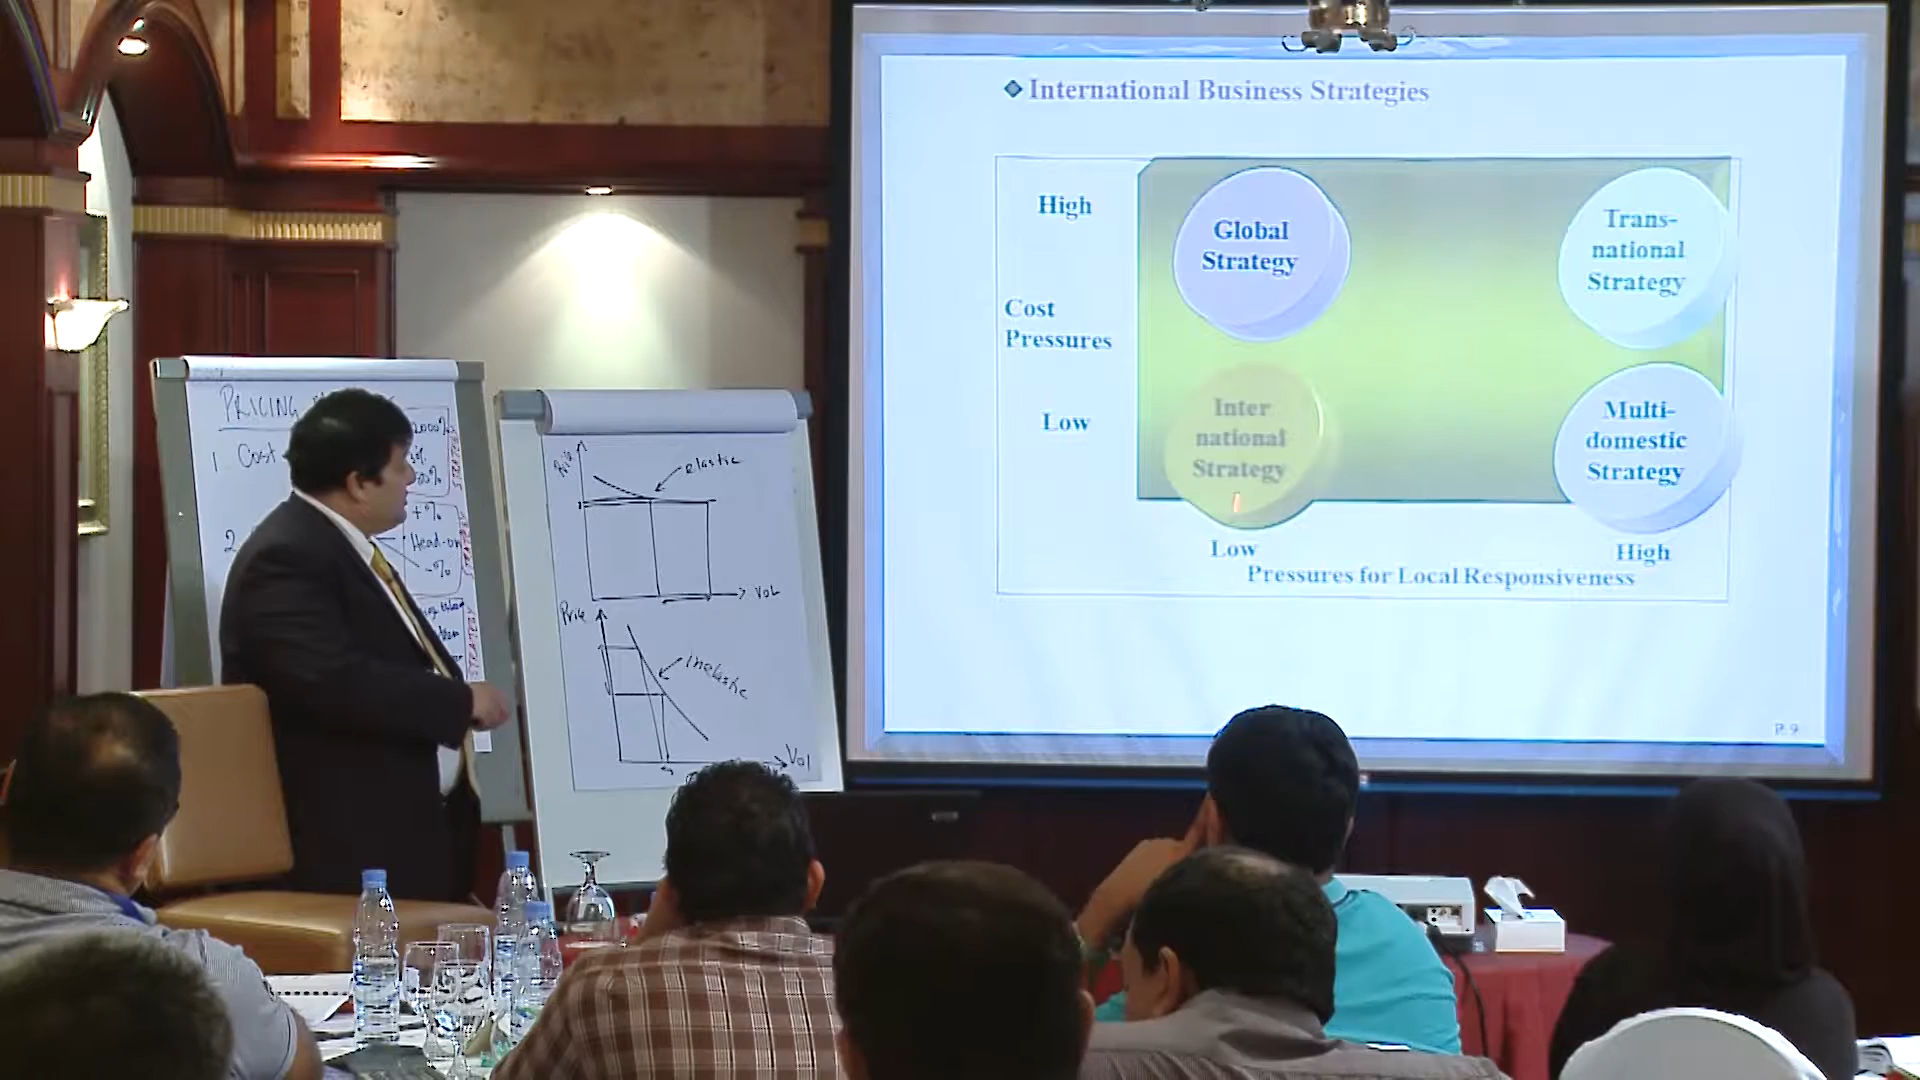 PRICING
1 Cost
2000%
+%
2
Head-on
-%
STRATEGY
Price
elastic
Vol
Price
inelastic
Vol
International Business Strategies
High
Cost
Pressures
Low
Global
Strategy
Trans-
national
Strategy
Inter
national
Strategy
Multi-
domestic
Strategy
Low
High
Pressures for Local Responsiveness
P.9